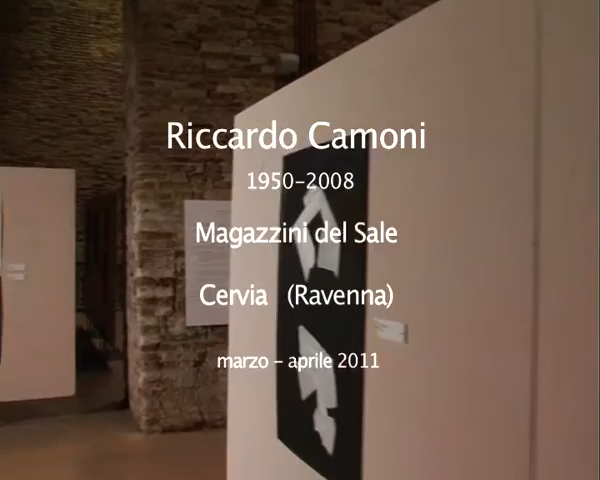 Riccardo Camoni
1950-2008
Magazzini del Sale
Cervia (Ravenna)
marzo - aprile 2011